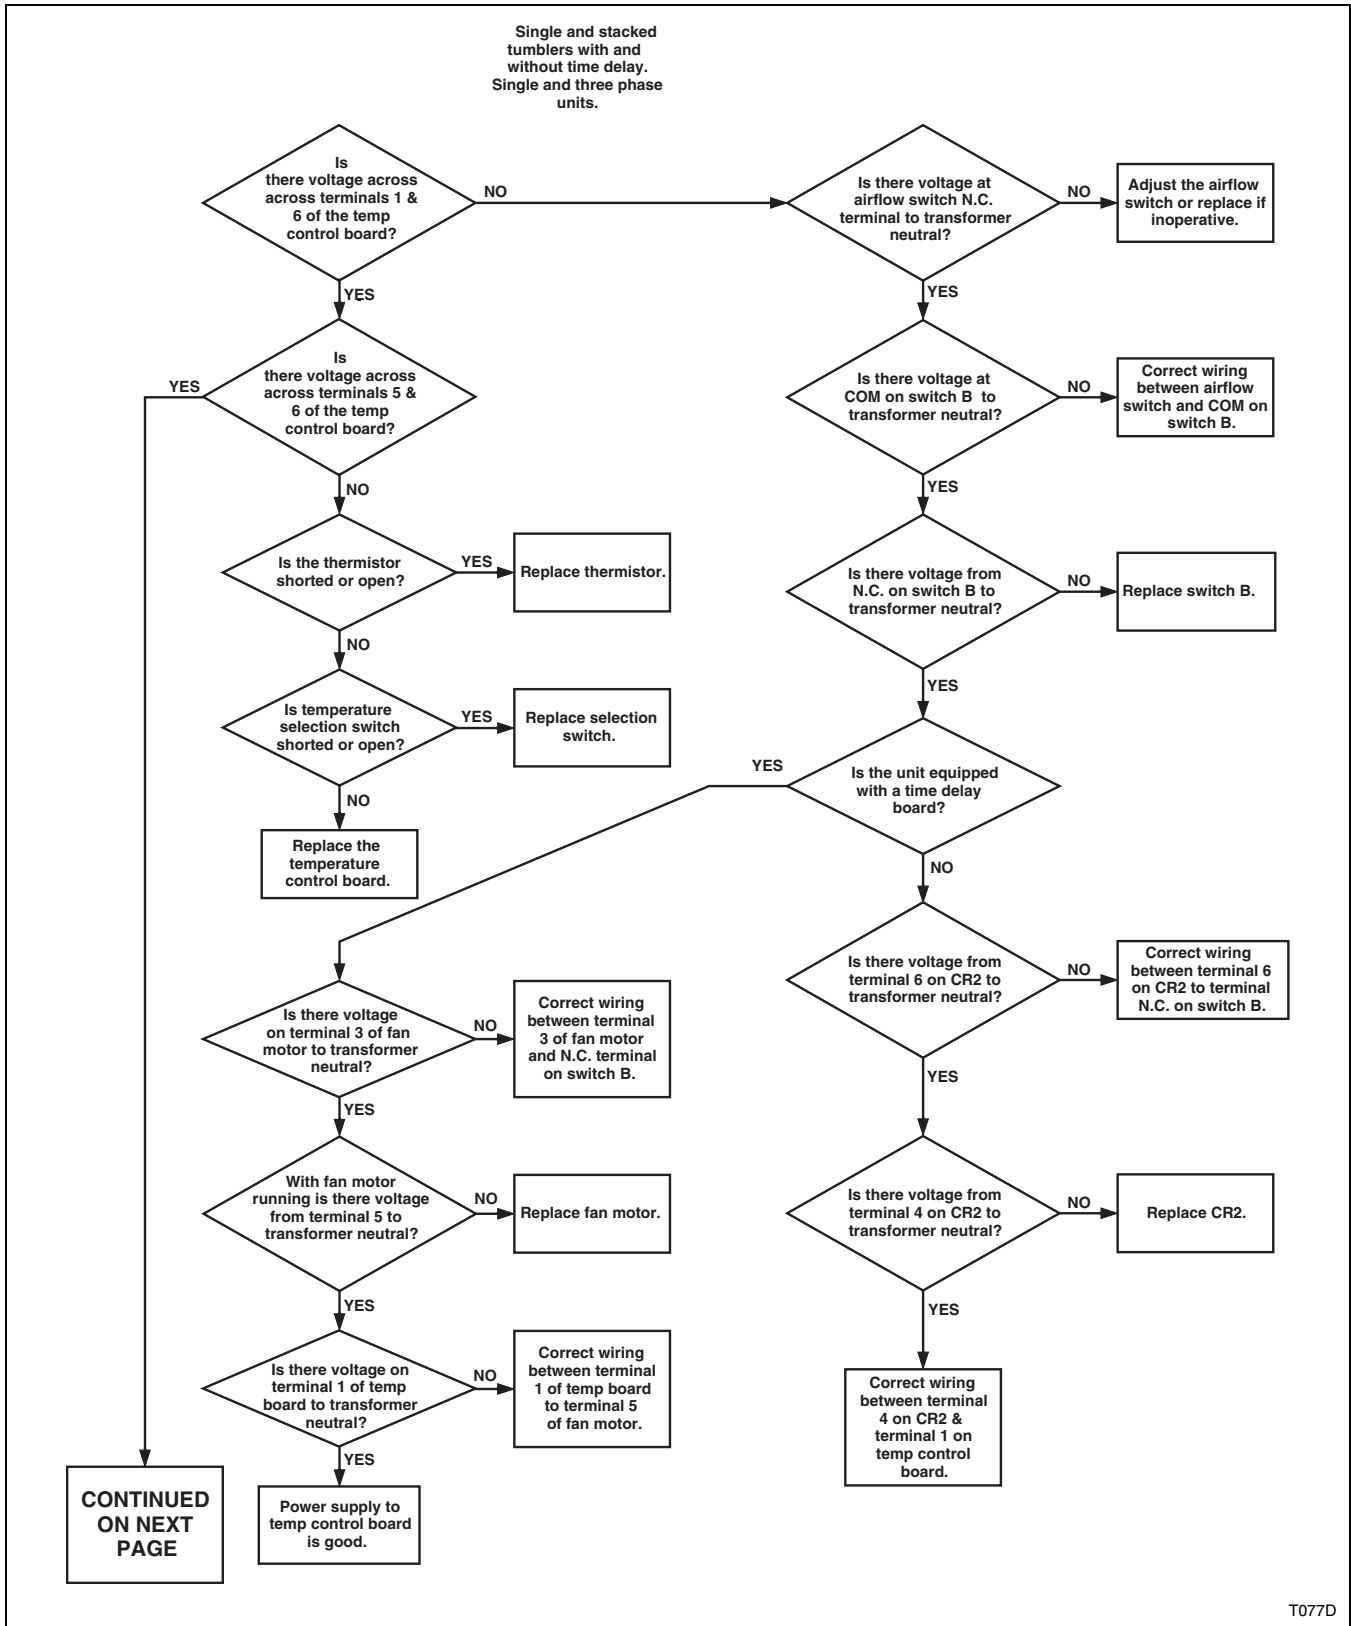 Single and stacked
tumblers with and
without time delay.
Single and three phase
units.
Is
there voltage across
across terminals 1 &
6 of the temp
control board?
NO
Is there voltage at
airflow switch N.C.
terminal to transformer
neutral?
NO
Adjust the airflow
switch or replace if
inoperative.
YES
YES
Is
there voltage across
across terminals 5 &
6 of the temp
control board?
YES
Is there voltage at
COM on switch B to
transformer neutral?
NO
Correct wiring
between airflow
switch and COM on
switch B.
NO
YES
Is the thermistor
shorted or open?
YES
Replace thermistor.
Is there voltage from
N.C. on switch B to
transformer neutral?
NO
Replace switch B.
NO
YES
Is temperature
selection switch
shorted or open?
YES
Replace selection
switch.
YES
Is the unit equipped
with a time delay
board?
NO
Replace the
temperature
control board.
NO
Is there voltage from
terminal 6 on CR2 to
transformer neutral?
NO
Correct wiring
between terminal 6
on CR2 to terminal
N.C. on switch B.
Is there voltage
on terminal 3 of fan
motor to transformer
neutral?
NO
Correct wiring
between terminal
3 of fan motor
and N.C. terminal
on switch B.
YES
YES
With fan motor
running is there voltage
from terminal 5 to
transformer neutral?
NO
Replace fan motor.
Is there voltage from
terminal 4 on CR2 to
transformer neutral?
NO
Replace CR2.
YES
YES
Is there voltage on
terminal 1 of temp
board to transformer
neutral?
NO
Correct wiring
between terminal
1 of temp board
to terminal 5
of fan motor.
Correct wiring
between terminal
4 on CR2 &
terminal 1 on
temp control
board.
YES
CONTINUED
ON NEXT
PAGE
Power supply to
temp control board
is good.
T077D